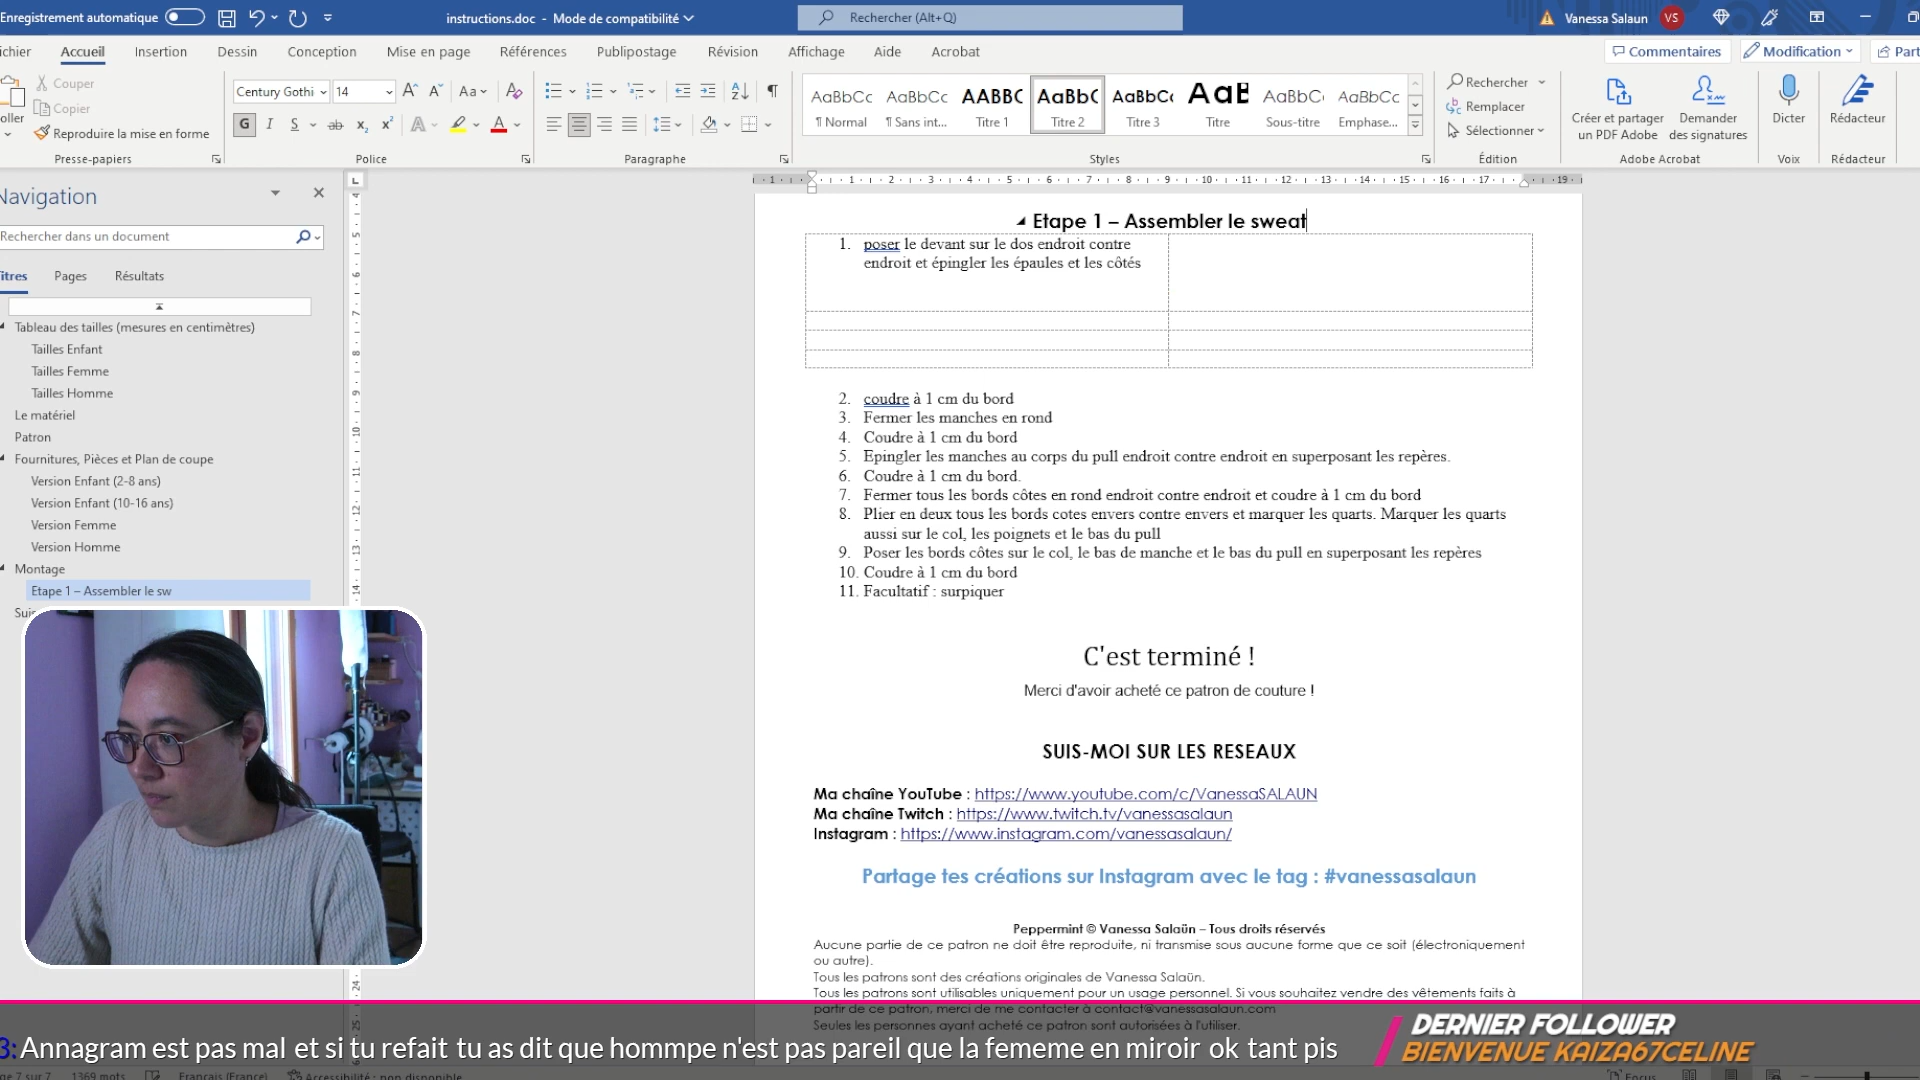 Enregistrement automatique
instructions.doc - Mode de compatibilité
Rechercher (Alt+Q)
Vanessa Salaun
VS
Accueil
Insertion
Dessin
Conception
Mise en page
Références
Publipostage
Révision
Affichage
Aide
Acrobat
Commentaires
Modification
Couper
Copier
Reproduire la mise en forme
Presse-papiers
Century Gothi
14
Police
Paragraphe
AaBbCc
¶ Normal
AaBbCc
¶ Sans int...
AABBC
Titre 1
AaBbC
Titre 2
AaBbCc
Titre 3
AaB
Titre
AaBbC
Sous-titre
AaBbCc
Emphase...
Styles
Rechercher
Remplacer
Sélectionner
Édition
Créer et partager
un PDF Adobe
Demander
des signatures
Adobe Acrobat
Dicter
Voix
Rédacteur
Rédacteur
Navigation
Rechercher dans un document
Titres
Pages
Résultats
Tableau des tailles (mesures en centimètres)
Tailles Enfant
Tailles Femme
Tailles Homme
Le matériel
Patron
Fournitures, Pièces et Plan de coupe
Version Enfant (2-8 ans)
Version Enfant (10-16 ans)
Version Femme
Version Homme
Montage
Etape 1 – Assembler le sw
Etape 1 – Assembler le sweat
1. poser le devant sur le dos endroit contre
endroit et épingler les épaules et les côtés
2. coudre à 1 cm du bord
3. Fermer les manches en rond
4. Coudre à 1 cm du bord
5. Epingler les manches au corps du pull endroit contre endroit en superposant les repères.
6. Coudre à 1 cm du bord.
7. Fermer tous les bords côtes en rond endroit contre endroit et coudre à 1 cm du bord
8. Plier en deux tous les bords cotes envers contre envers et marquer les quarts. Marquer les quarts
aussi sur le col, les poignets et le bas du pull
9. Poser les bords côtes sur le col, le bas de manche et le bas du pull en superposant les repères
10. Coudre à 1 cm du bord
11. Facultatif : surpiquer
C'est terminé !
Merci d'avoir acheté ce patron de couture !
SUIS-MOI SUR LES RESEAUX
Ma chaîne YouTube : https://www.youtube.com/c/VanessaSALAUN
Ma chaîne Twitch : https://www.twitch.tv/vanessasalaun
Instagram : https://www.instagram.com/vanessasalaun/
Partage tes créations sur Instagram avec le tag : #vanessasalaun
Peppermint © Vanessa Salaün – Tous droits réservés
Aucune partie de ce patron ne doit être reproduite, ni transmise sous aucune forme que ce soit (électroniquement
ou autre).
Tous les patrons sont des créations originales de Vanessa Salaün.
Tous les patrons sont utilisables uniquement pour un usage personnel. Si vous souhaitez vendre des vêtements faits à
partir de ce patron, merci de me contacter à contact@vanessasalaun.com
Seules les personnes ayant acheté ce patron sont autorisées à l'utiliser.
3: Annagram est pas mal et si tu refait tu as dit que hommpe n'est pas pareil que la fememe en miroir ok tant pis
DERNIER FOLLOWER
BIENVENUE KAIZA67CELINE
1369 mots
Français (France)
Accessibilité : non disponible